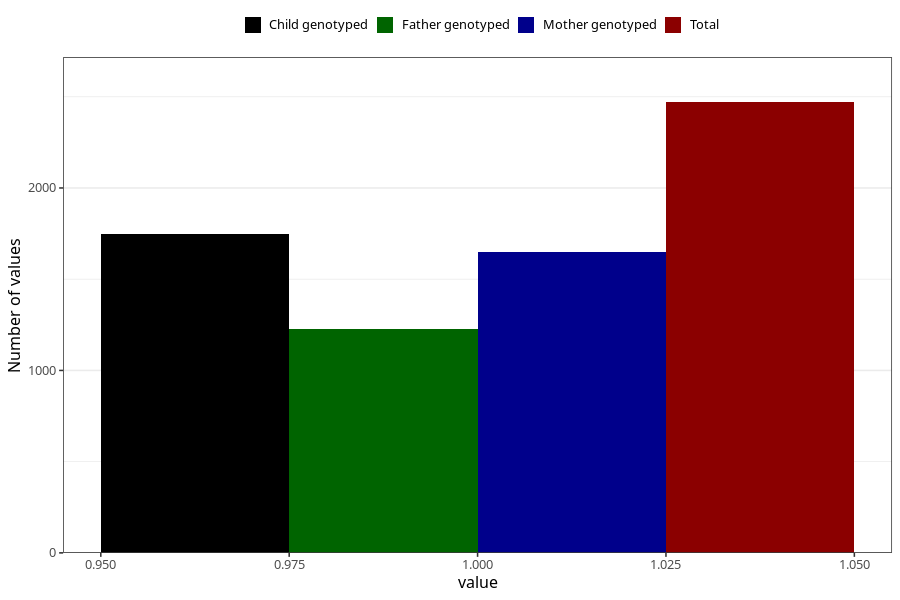 Child genotyped Father genotyped Mother genotyped Total
Number of values
2000
1000
0
0.950 0.975 1.000 1.025 1.050
value